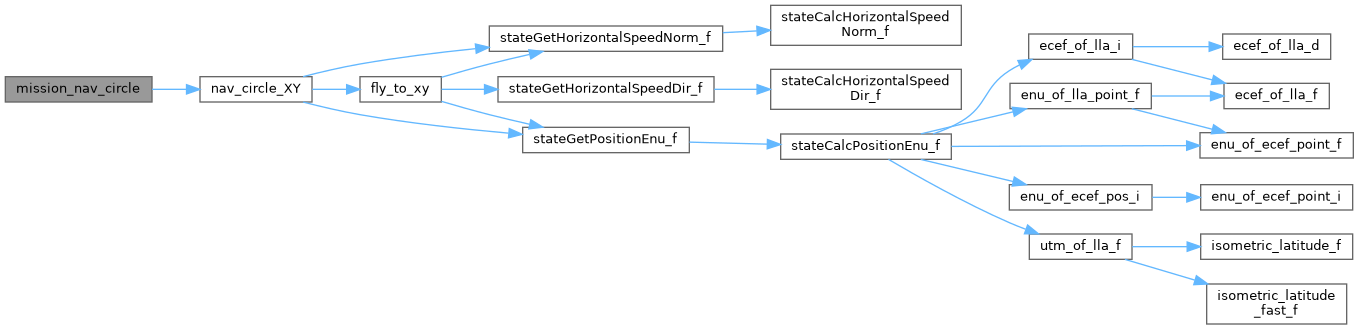 mission_nav_circle
nav_circle_XY
fly_to_xy
stateGetHorizontalSpeedNorm_f
stateCalcHorizontalSpeed
Norm_f
stateGetHorizontalSpeedDir_f
stateCalcHorizontalSpeed
Dir_f
stateGetPositionEnu_f
stateCalcPositionEnu_f
ecef_of_lla_i
ecef_of_lla_d
enu_of_lla_point_f
ecef_of_lla_f
enu_of_ecef_point_f
enu_of_ecef_pos_i
enu_of_ecef_point_i
utm_of_lla_f
isometric_latitude_f
isometric_latitude
_fast_f